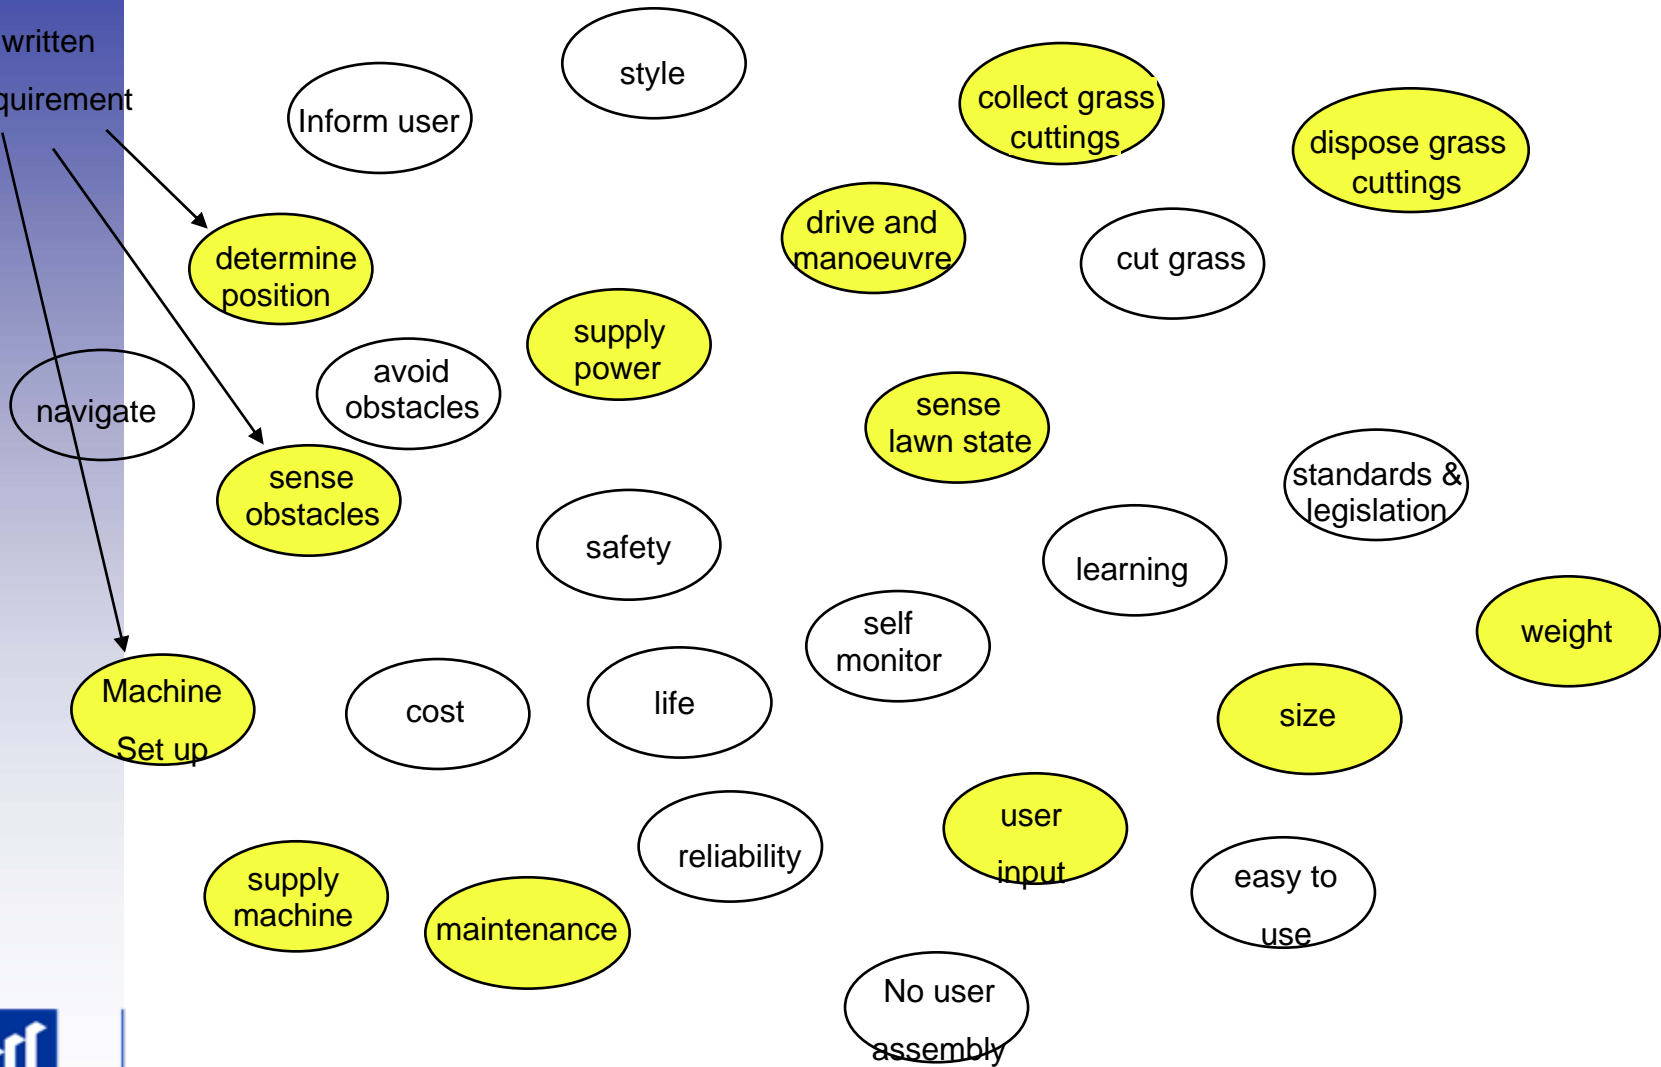 written
quirement
Inform user
style
collect grass
cuttings
dispose grass
cuttings
determine
position
drive and
manoeuvre
cut grass
supply
power
navigate
avoid
obstacles
sense
lawn state
sense
obstacles
standards &
legislation
safety
learning
self
monitor
weight
Machine
Set up
cost
life
size
user
input
reliability
supply
machine
maintenance
easy to
use
No user
assembly